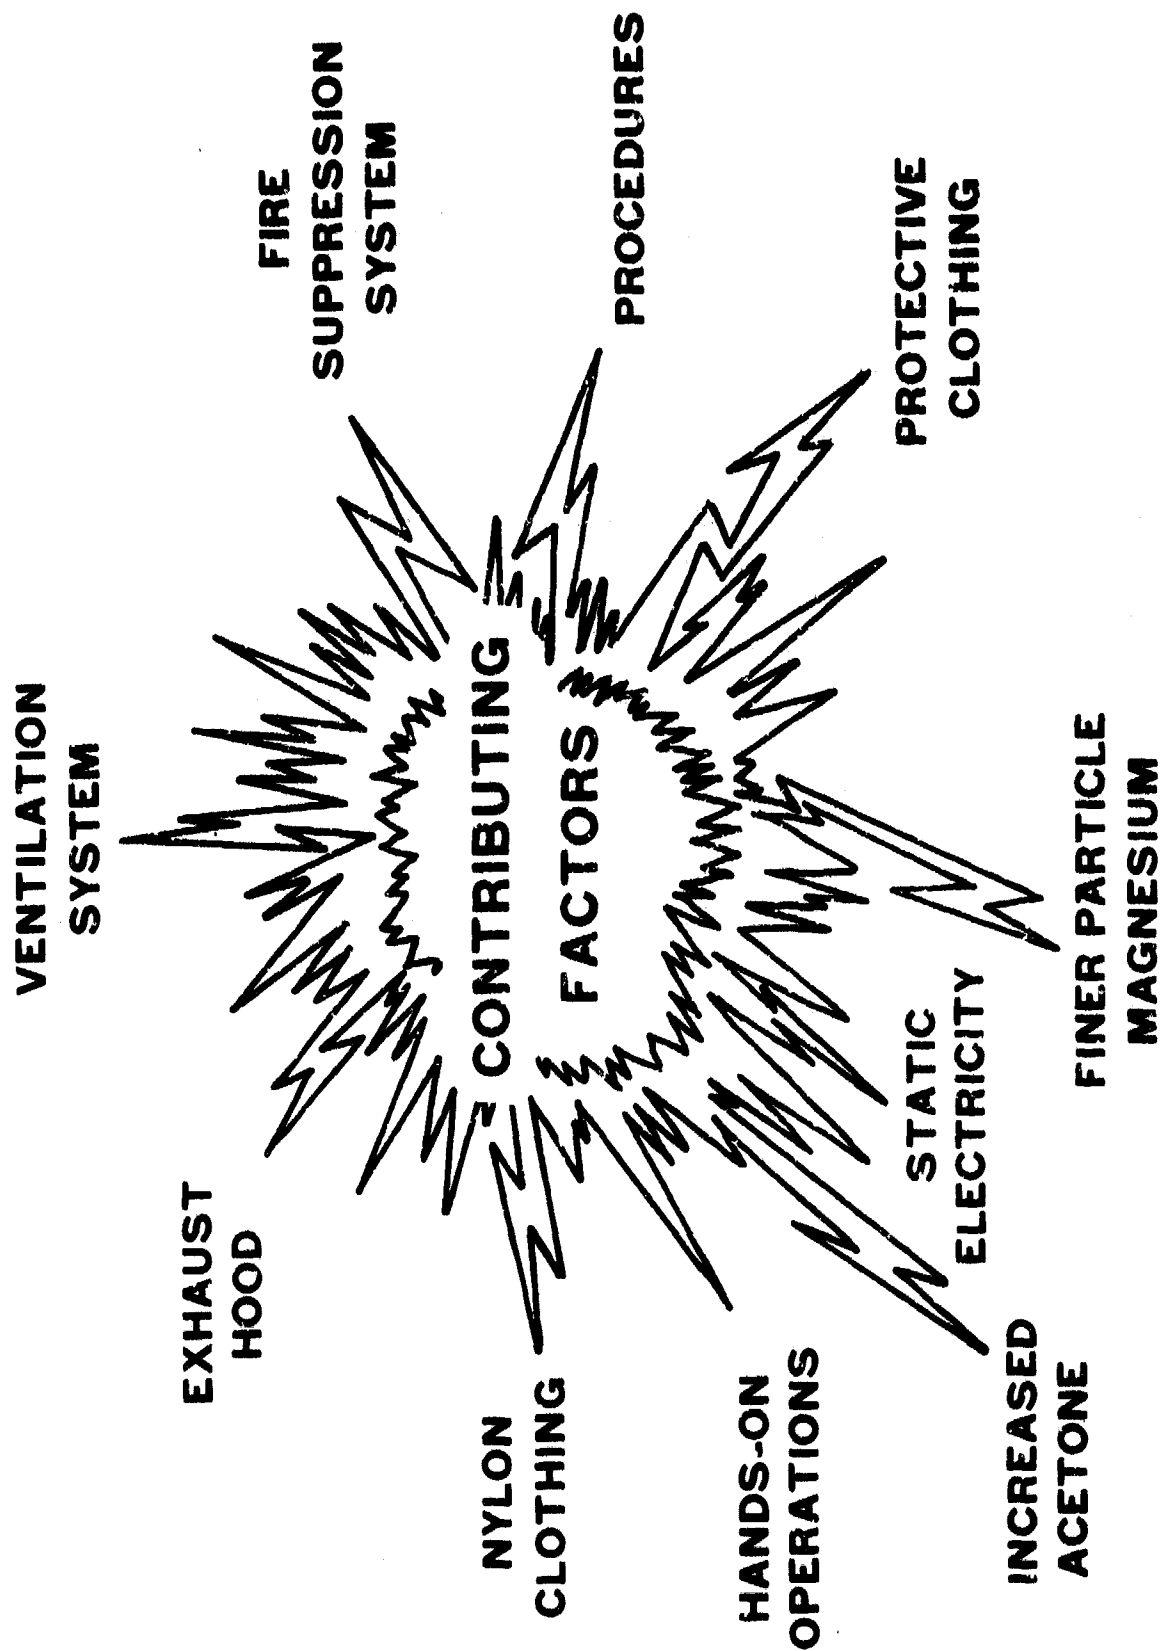 VENTILATION
SYSTEM
EXHAUST
HOOD
FIRE
SUPPRESSION
SYSTEM
NYLON
CLOTHING
CONTRIBUTING
FACTORS
PROCEDURES
HANDS-ON
OPERATIONS
STATIC
ELECTRICITY
PROTECTIVE
CLOTHING
INCREASED
ACETONE
FINER PARTICLE
MAGNESIUM